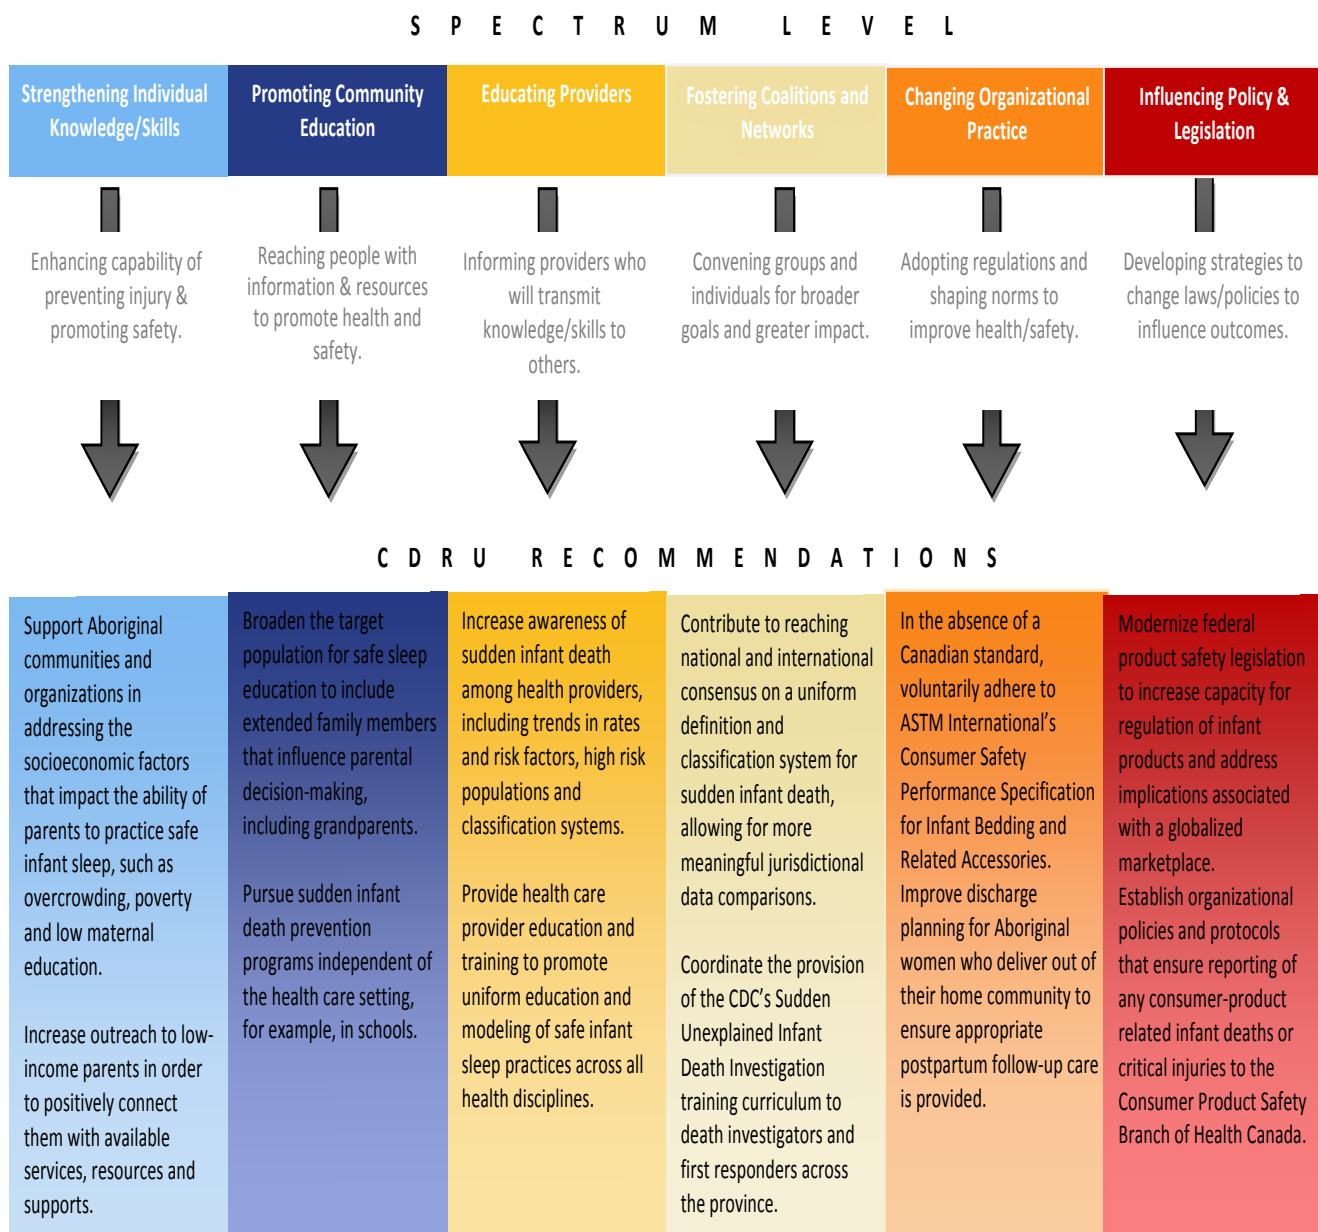 SPECTRUM LEVEL
Strengthening Individual
Knowledge/Skills
Promoting Community
Education
Educating Providers
Fostering Coalitions and
Networks
Changing Organizational
Practice
Influencing Policy &
Legislation
Enhancing capability of
preventing injury &
promoting safety.
Reaching people with
information & resources
to promote health and
safety.
Informing providers who
will transmit
knowledge/skills to
others.
Convening groups and
individuals for broader
goals and greater impact.
Adopting regulations and
shaping norms to
improve health/safety.
Developing strategies to
change laws/policies to
influence outcomes.
CDRU RECOMMENDATIONS
Support Aboriginal
communities and
organizations in
addressing the
socioeconomic factors
that impact the ability of
parents to practice safe
infant sleep, such as
overcrowding, poverty
and low maternal
education.
Increase outreach to low-
income parents in order
to positively connect
them with available
services, resources and
supports.
Broaden the target
population for safe sleep
education to include
extended family members
that influence parental
decision-making,
including grandparents.
Pursue sudden infant
death prevention
programs independent of
the health care setting,
for example, in schools.
Increase awareness of
sudden infant death
among health providers,
including trends in rates
and risk factors, high risk
populations and
classification systems.
Provide health care
provider education and
training to promote
uniform education and
modeling of safe infant
sleep practices across all
health disciplines.
Contribute to reaching
national and international
consensus on a uniform
definition and
classification system for
sudden infant death,
allowing for more
meaningful jurisdictional
data comparisons.
Coordinate the provision
of the CDC's Sudden
Unexplained Infant
Death Investigation
training curriculum to
death investigators and
first responders across
the province.
In the absence of a
Canadian standard,
voluntarily adhere to
ASTM International's
Consumer Safety
Performance Specification
for Infant Bedding and
Related Accessories.
Improve discharge
planning for Aboriginal
women who deliver out of
their home community to
ensure appropriate
postpartum follow-up care
is provided.
Modernize federal
product safety legislation
to increase capacity for
regulation of infant
products and address
implications associated
with a globalized
marketplace.
Establish organizational
policies and protocols
that ensure reporting of
any consumer-product
related infant deaths or
critical injuries to the
Consumer Product Safety
Branch of Health Canada.